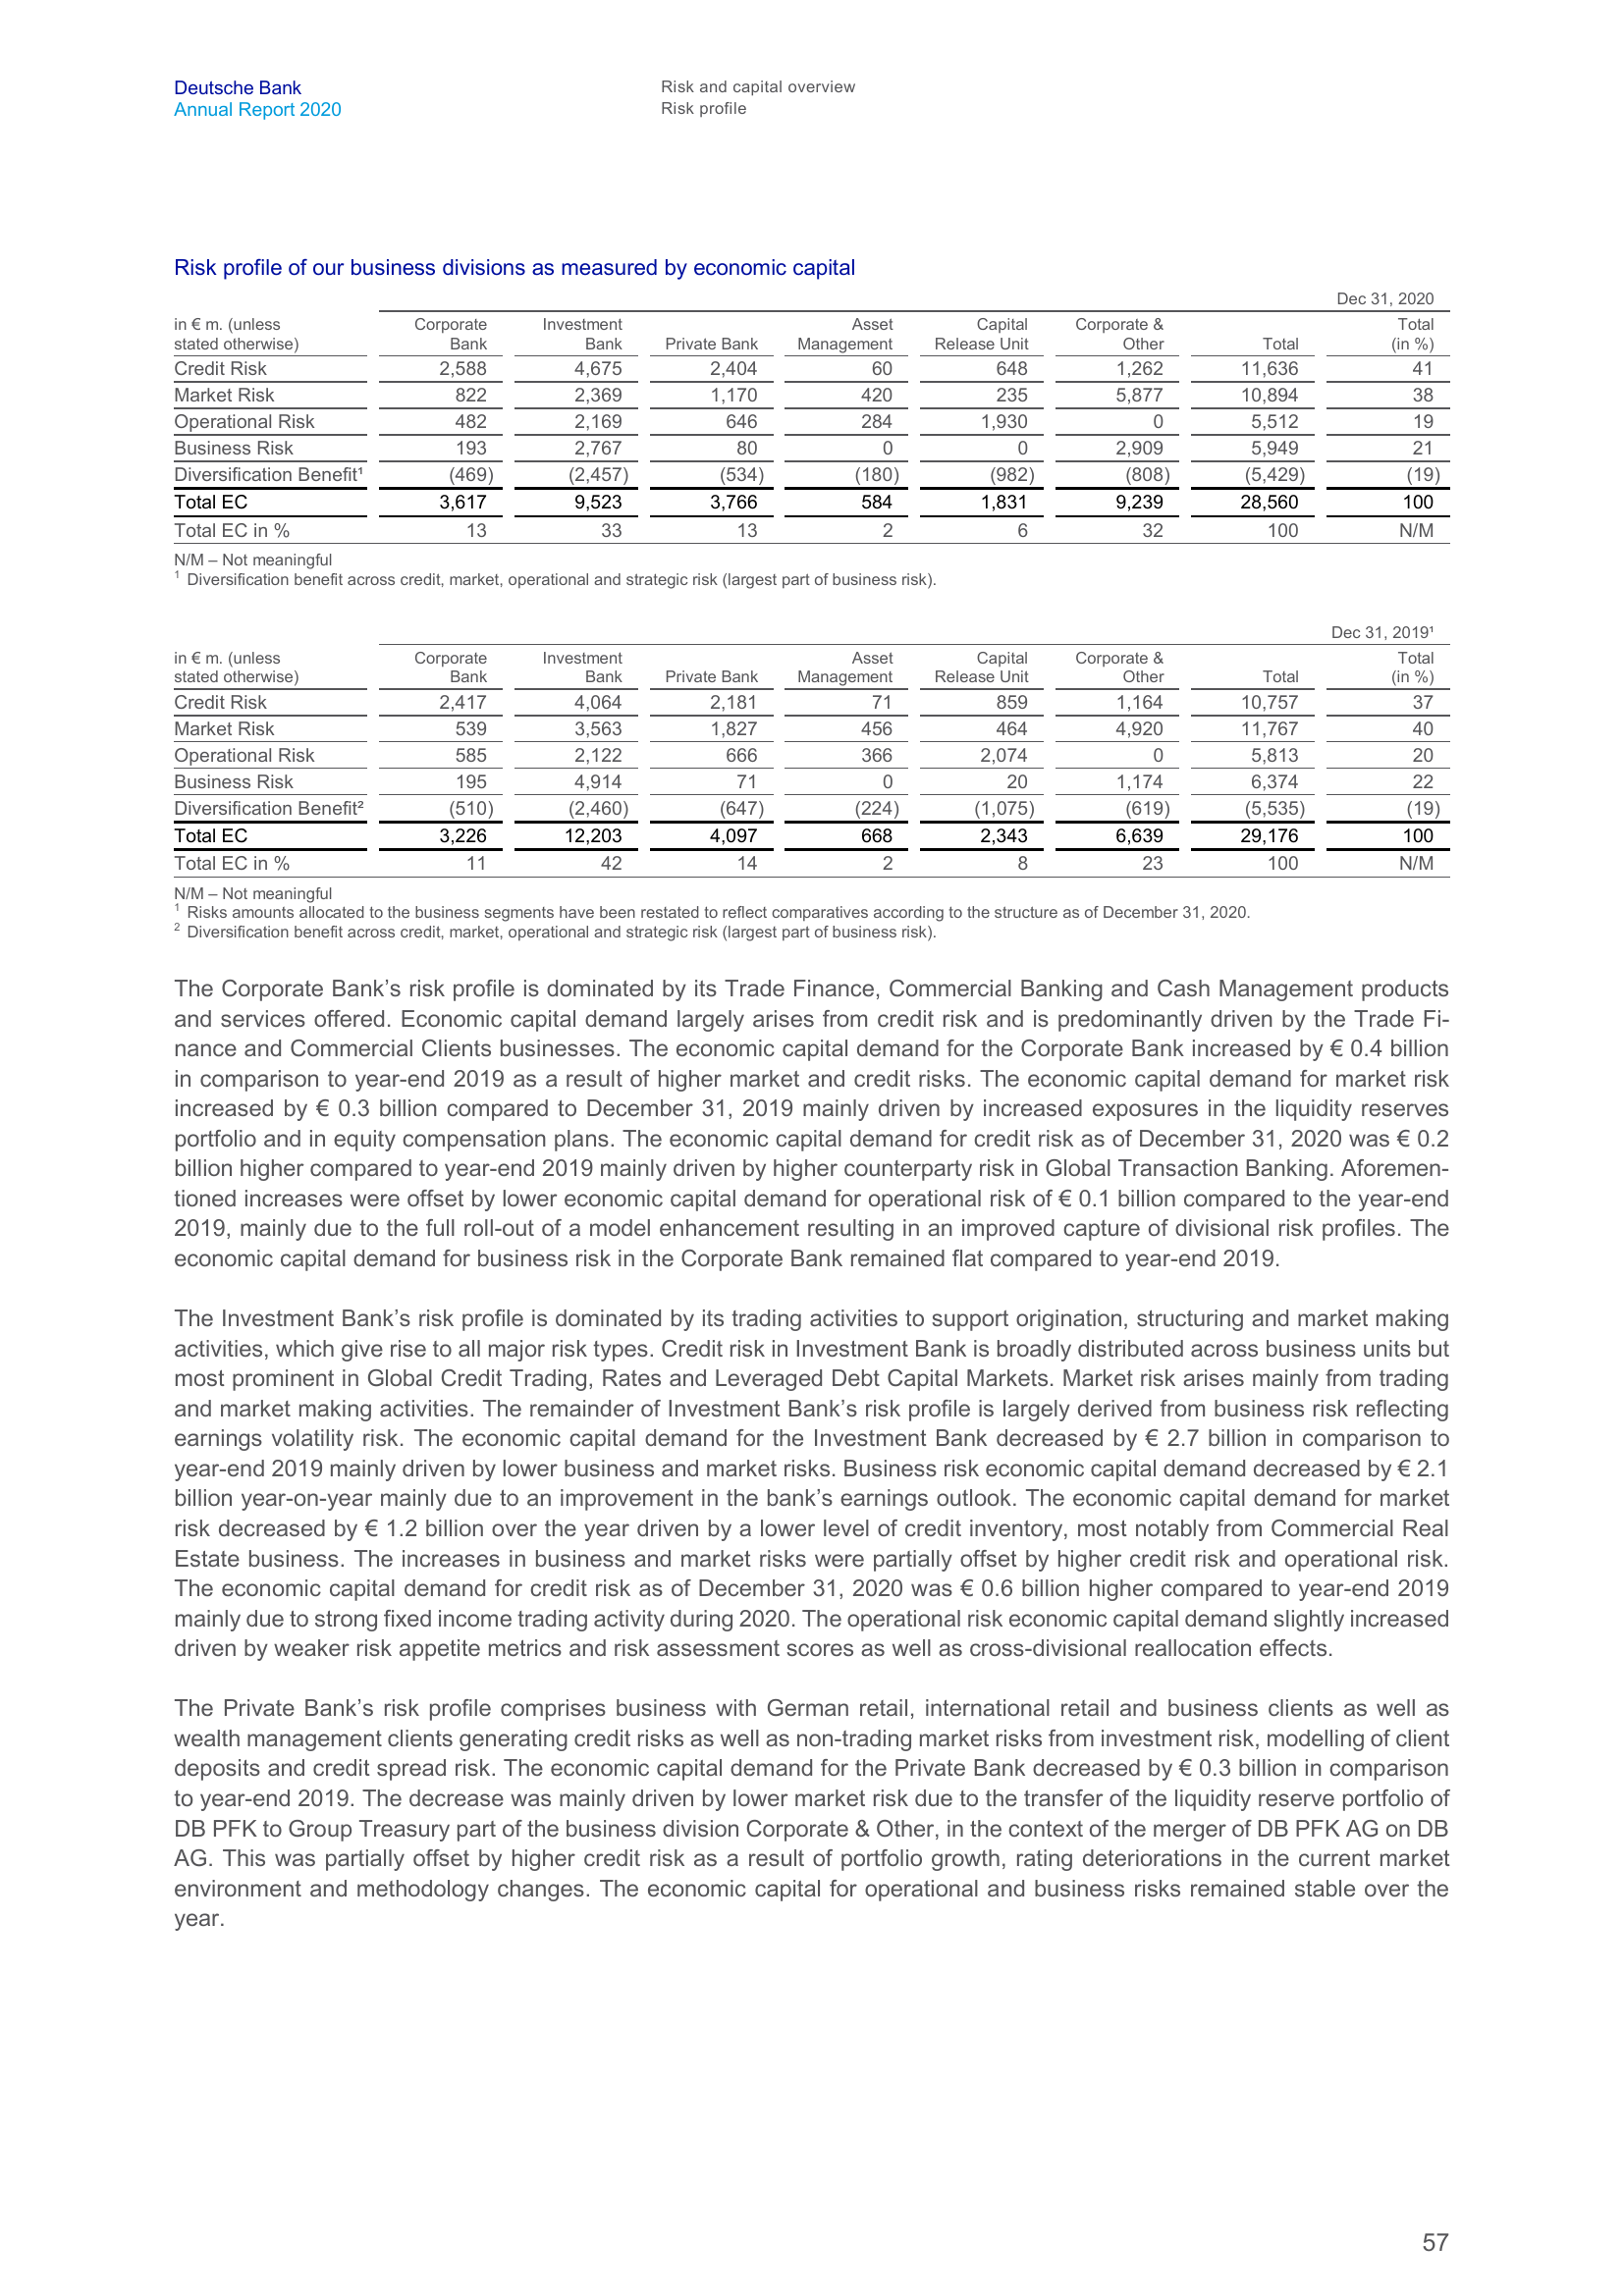 Deutsche Bank
Annual Report 2020
Risk and capital overview
Risk profile
Risk profile of our business divisions as measured by economic capital
Dec 31, 2020
in € m. (unless stated otherwise) Corporate Bank Investment Bank Private Bank Asset Management Capital Release Unit Corporate & Other Total Total (in %)
Credit Risk 2,588 4,675 2,404 60 648 1,262 11,636 41
Market Risk 822 2,369 1,170 420 235 5,877 10,894 38
Operational Risk 482 2,169 646 284 1,930 0 5,512 19
Business Risk 193 2,767 80 0 0 2,909 5,949 21
Diversification Benefit¹ (469) (2,457) (534) (180) (982) (808) (5,429) (19)
Total EC 3,617 9,523 3,766 584 1,831 9,239 28,560 100
Total EC in % 13 33 13 2 6 32 100 N/M
N/M – Not meaningful
¹ Diversification benefit across credit, market, operational and strategic risk (largest part of business risk).
Dec 31, 2019¹
in € m. (unless stated otherwise) Corporate Bank Investment Bank Private Bank Asset Management Capital Release Unit Corporate & Other Total Total (in %)
Credit Risk 2,417 4,064 2,181 71 859 1,164 10,757 37
Market Risk 539 3,563 1,827 456 464 4,920 11,767 40
Operational Risk 585 2,122 666 366 2,074 0 5,813 20
Business Risk 195 4,914 71 0 20 1,174 6,374 22
Diversification Benefit² (510) (2,460) (647) (224) (1,075) (619) (5,535) (19)
Total EC 3,226 12,203 4,097 668 2,343 6,639 29,176 100
Total EC in % 11 42 14 2 8 23 100 N/M
N/M – Not meaningful
¹ Risks amounts allocated to the business segments have been restated to reflect comparatives according to the structure as of December 31, 2020.
² Diversification benefit across credit, market, operational and strategic risk (largest part of business risk).
The Corporate Bank’s risk profile is dominated by its Trade Finance, Commercial Banking and Cash Management products
and services offered. Economic capital demand largely arises from credit risk and is predominantly driven by the Trade Fi-
nance and Commercial Clients businesses. The economic capital demand for the Corporate Bank increased by € 0.4 billion
in comparison to year-end 2019 as a result of higher market and credit risks. The economic capital demand for market risk
increased by € 0.3 billion compared to December 31, 2019 mainly driven by increased exposures in the liquidity reserves
portfolio and in equity compensation plans. The economic capital demand for credit risk as of December 31, 2020 was € 0.2
billion higher compared to year-end 2019 mainly driven by higher counterparty risk in Global Transaction Banking. Aforemen-
tioned increases were offset by lower economic capital demand for operational risk of € 0.1 billion compared to the year-end
2019, mainly due to the full roll-out of a model enhancement resulting in an improved capture of divisional risk profiles. The
economic capital demand for business risk in the Corporate Bank remained flat compared to year-end 2019.
The Investment Bank’s risk profile is dominated by its trading activities to support origination, structuring and market making
activities, which give rise to all major risk types. Credit risk in Investment Bank is broadly distributed across business units but
most prominent in Global Credit Trading, Rates and Leveraged Debt Capital Markets. Market risk arises mainly from trading
and market making activities. The remainder of Investment Bank’s risk profile is largely derived from business risk reflecting
earnings volatility risk. The economic capital demand for the Investment Bank decreased by € 2.7 billion in comparison to
year-end 2019 mainly driven by lower business and market risks. Business risk economic capital demand decreased by € 2.1
billion year-on-year mainly due to an improvement in the bank’s earnings outlook. The economic capital demand for market
risk decreased by € 1.2 billion over the year driven by a lower level of credit inventory, most notably from Commercial Real
Estate business. The increases in business and market risks were partially offset by higher credit risk and operational risk.
The economic capital demand for credit risk as of December 31, 2020 was € 0.6 billion higher compared to year-end 2019
mainly due to strong fixed income trading activity during 2020. The operational risk economic capital demand slightly increased
driven by weaker risk appetite metrics and risk assessment scores as well as cross-divisional reallocation effects.
The Private Bank’s risk profile comprises business with German retail, international retail and business clients as well as
wealth management clients generating credit risks as well as non-trading market risks from investment risk, modelling of client
deposits and credit spread risk. The economic capital demand for the Private Bank decreased by € 0.3 billion in comparison
to year-end 2019. The decrease was mainly driven by lower market risk due to the transfer of the liquidity reserve portfolio of
DB PFK to Group Treasury part of the business division Corporate & Other, in the context of the merger of DB PFK AG on DB
AG. This was partially offset by higher credit risk as a result of portfolio growth, rating deteriorations in the current market
environment and methodology changes. The economic capital for operational and business risks remained stable over the
year.
57